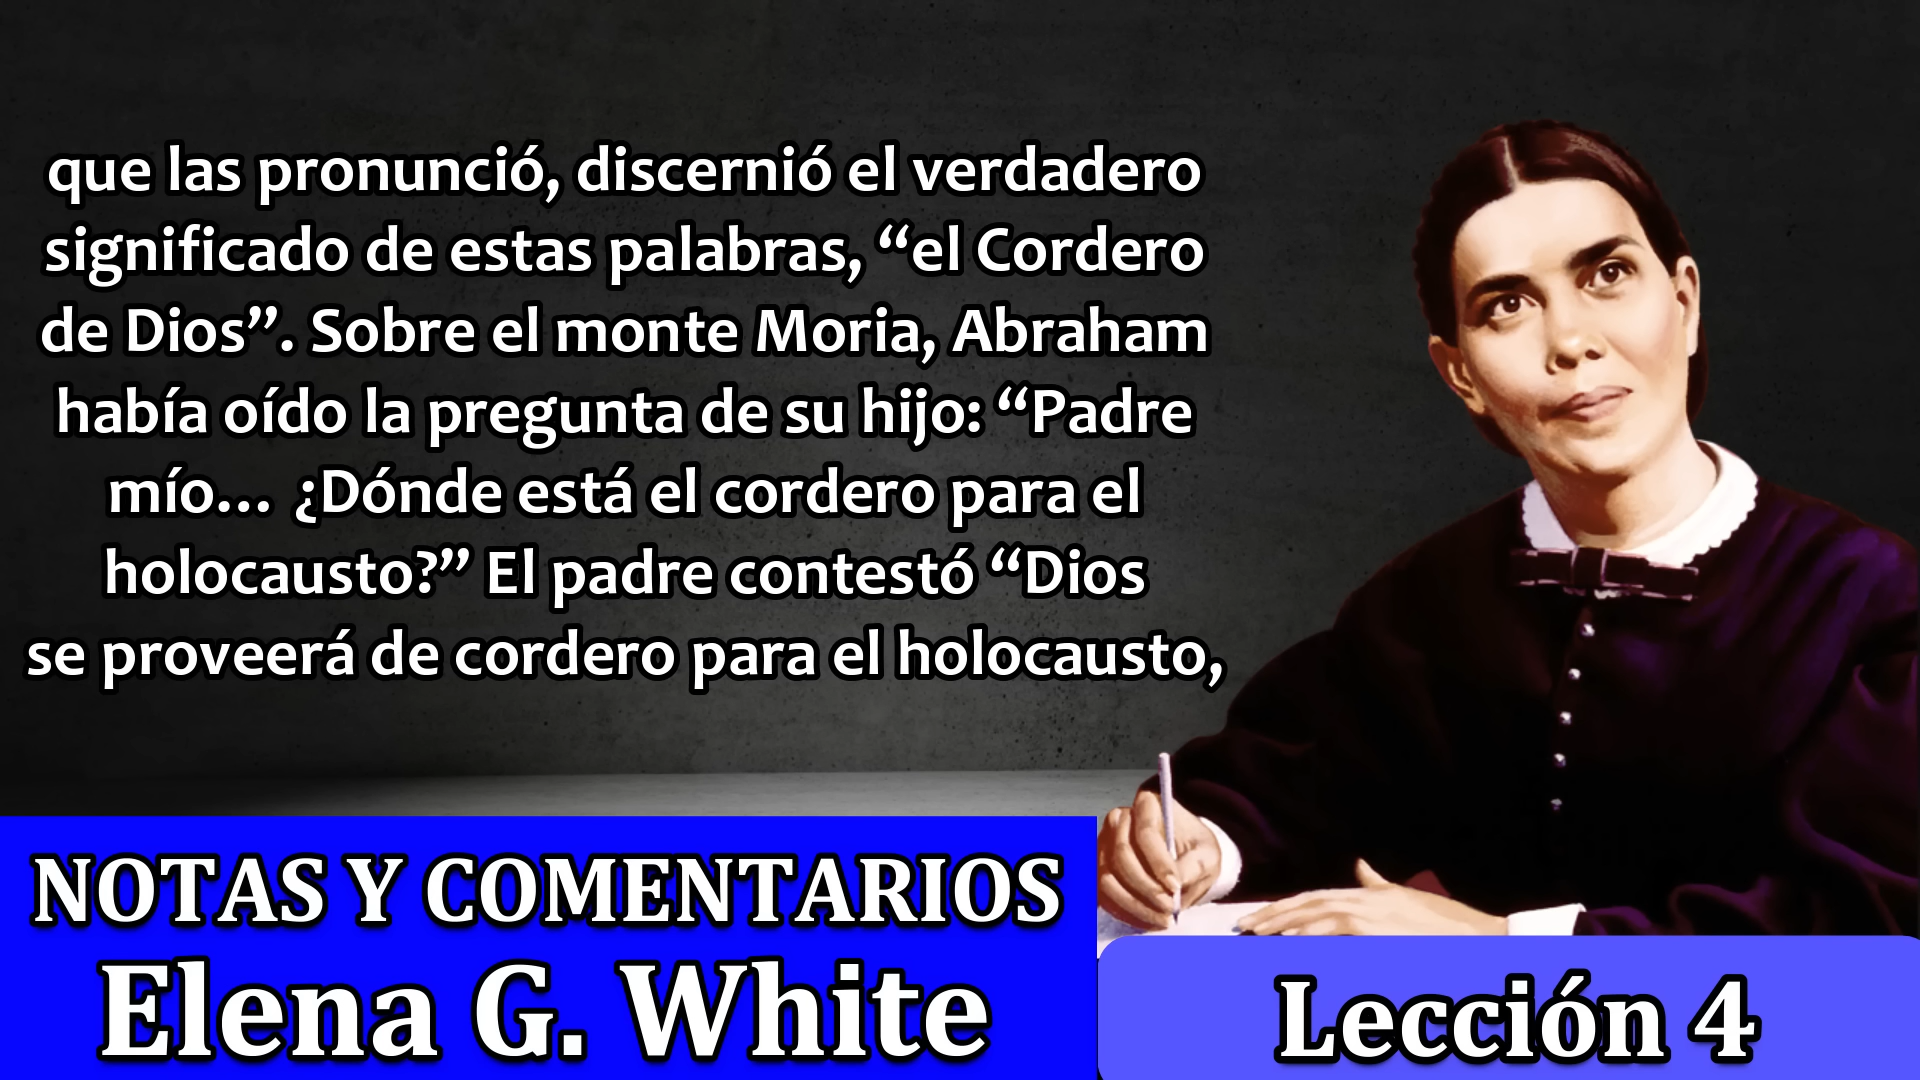 que las pronunció, discernió el verdadero
significado de estas palabras, “el Cordero
de Dios”. Sobre el monte Moria, Abraham
había oído la pregunta de su hijo: “Padre
mío… ¿Dónde está el cordero para el
holocausto?” El padre contestó “Dios
se proveerá de cordero para el holocausto,
NOTAS Y COMENTARIOS
Elena G. White
Lección 4